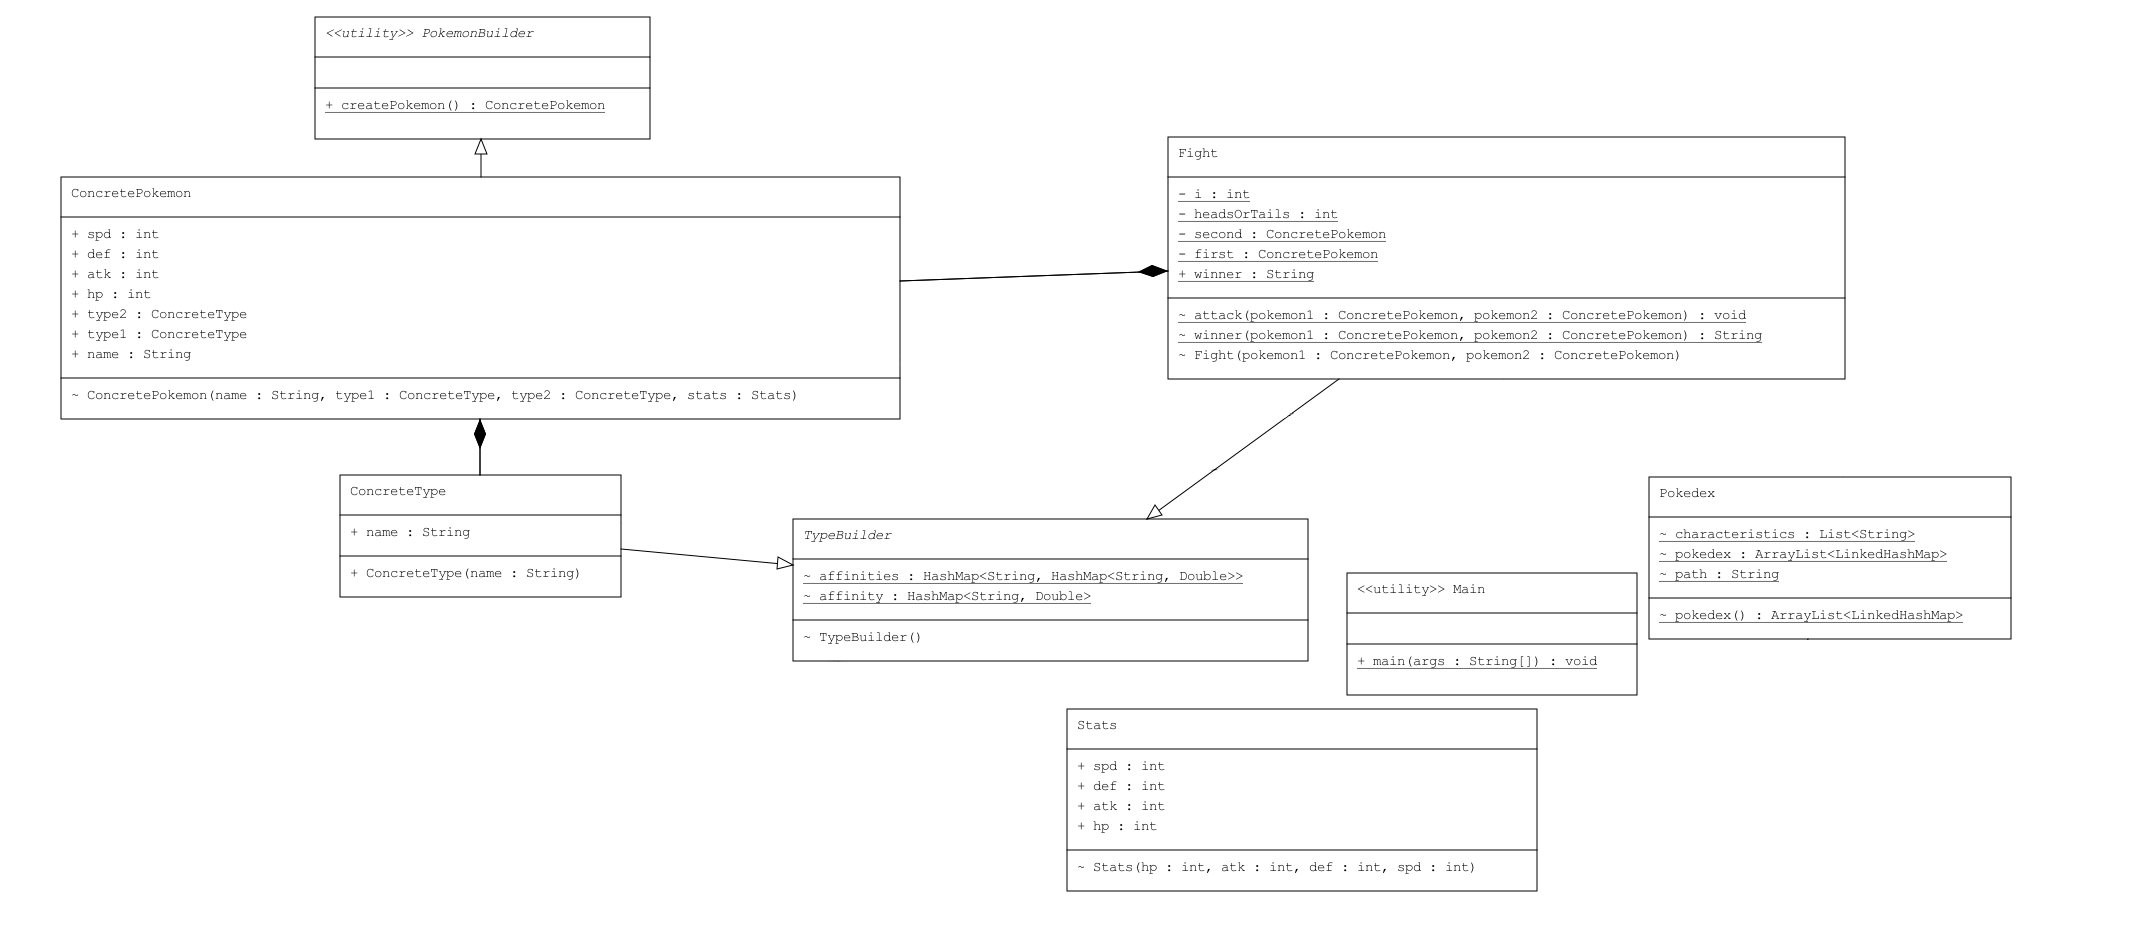 <<utility>> PokemonBuilder
+ createPokemon() : ConcretePokemon
ConcretePokemon
+ spd : int
+ def : int
+ atk : int
+ hp : int
+ type2 : ConcreteType
+ type1 : ConcreteType
+ name : String
~ ConcretePokemon(name : String, type1 : ConcreteType, type2 : ConcreteType, stats : Stats)
Fight
- i : int
- headsOrTails : int
- second : ConcretePokemon
- first : ConcretePokemon
+ winner : String
~ attack(pokemon1 : ConcretePokemon, pokemon2 : ConcretePokemon) : void
~ winner(pokemon1 : ConcretePokemon, pokemon2 : ConcretePokemon) : String
~ Fight(pokemon1 : ConcretePokemon, pokemon2 : ConcretePokemon)
ConcreteType
+ name : String
+ ConcreteType(name : String)
TypeBuilder
~ affinities : HashMap<String, HashMap<String, Double>>
~ affinity : HashMap<String, Double>
~ TypeBuilder()
<<utility>> Main
+ main(args : String[]) : void
Pokedex
~ characteristics : List<String>
~ pokedex : ArrayList<LinkedHashMap>
~ path : String
~ pokedex() : ArrayList<LinkedHashMap>
Stats
+ spd : int
+ def : int
+ atk : int
+ hp : int
~ Stats(hp : int, atk : int, def : int, spd : int)